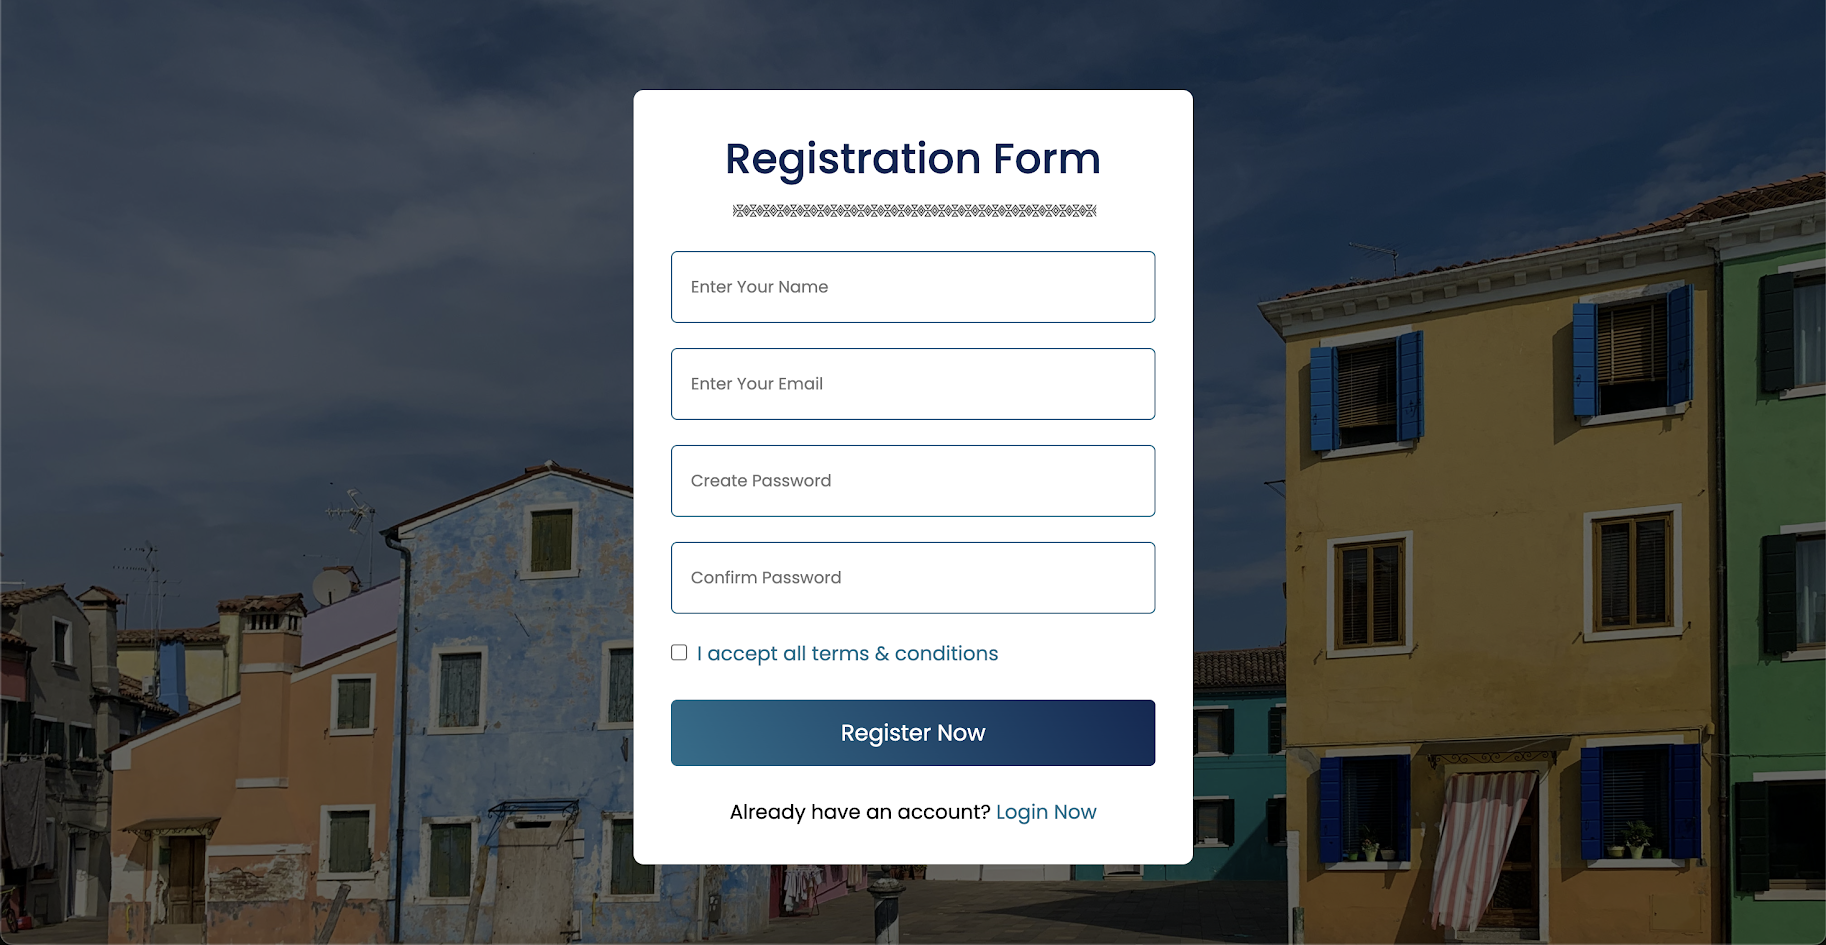 Registration Form
Enter Your Name
Enter Your Email
Create Password
Confirm Password
I accept all terms & conditions
Register Now
Already have an account? Login Now